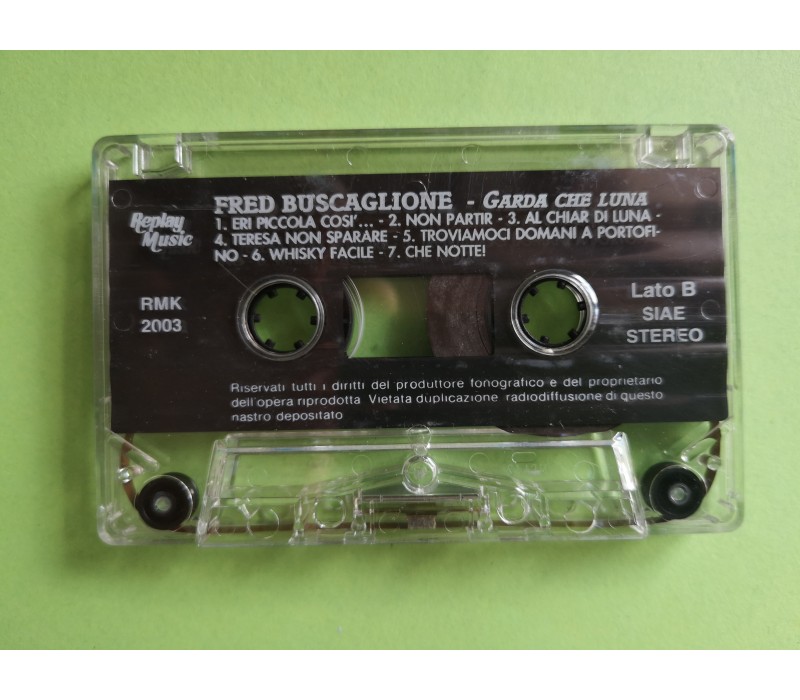 FRED BUSCAGLIONE - GARDA CHE LUNA
1. ERI PICCOLA COSI'... - 2. NON PARTIR - 3. AL CHIAR DI LUNA -
4. TERESA NON SPARARE - 5. TROVIAMOCI DOMANI A PORTOFI-
NO - 6. WHISKY FACILE - 7. CHE NOTTE!
Replay
Music
RMK
2003
Lato B
SIAE
STEREO
Riservati tutti i diritti del produttore fonografico e del proprietario
dell'opera riprodotta Vietata duplicazione radiodiffusione di questo
nastro depositato